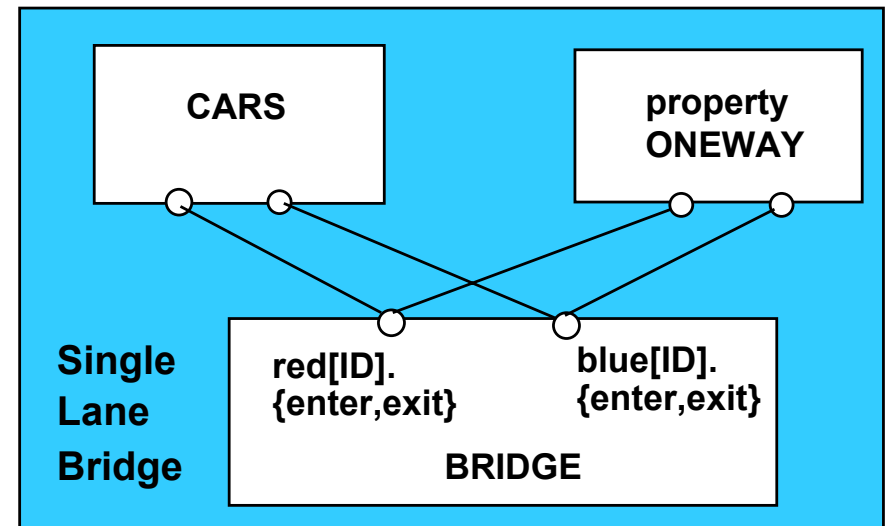 CARS
property
ONEWAY
Single
Lane
Bridge
red[ID].
{enter,exit}
blue[ID].
{enter,exit}
BRIDGE